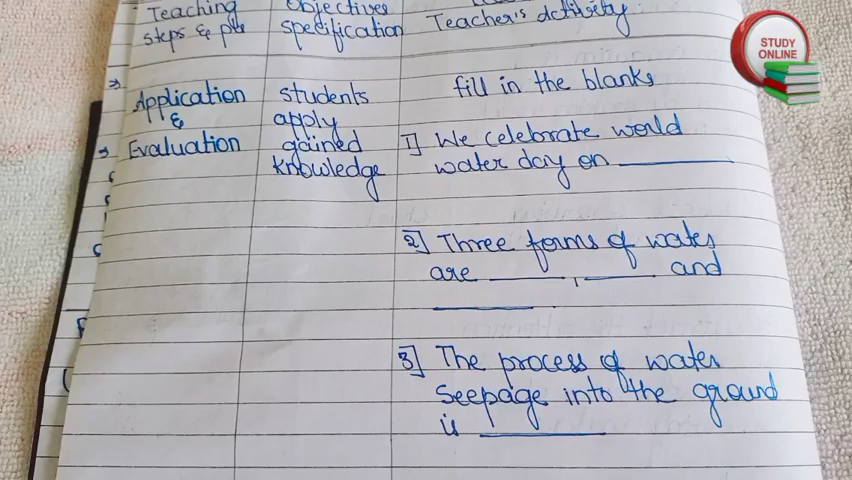 Teaching
steps & pts
Objectives
specification
Teacher's activity
Application
&
Evaluation
students
apply
gained
knowledge
fill in the blanks
1] We celebrate world
water day on
2] Three forms of water
are , and
.
3] The process of water
Seepage into the ground
is
STUDY
ONLINE